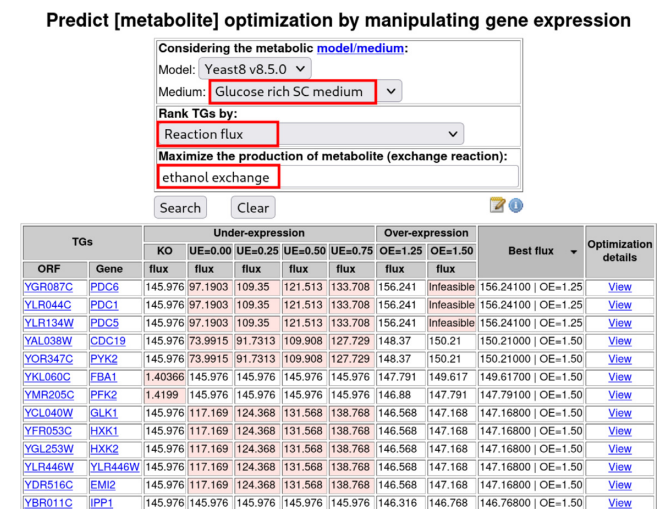 Predict [metabolite] optimization by manipulating gene expression
Considering the metabolic model/medium:
Model: Yeast8 v8.5.0
Medium: Glucose rich SC medium
Rank TGs by:
Reaction flux
Maximize the production of metabolite (exchange reaction):
ethanol exchange
Search Clear
TGs Under-expression Over-expression Best flux Optimization details
KO UE=0.00 UE=0.25 UE=0.50 UE=0.75 OE=1.25 OE=1.50
ORF Gene flux flux flux flux flux flux flux
YGR087C PDC6 145.976 97.1903 109.35 121.513 133.708 156.241 Infeasible 156.24100 | OE=1.25 View
YLR044C PDC1 145.976 97.1903 109.35 121.513 133.708 156.241 Infeasible 156.24100 | OE=1.25 View
YLR134W PDC5 145.976 97.1903 109.35 121.513 133.708 156.241 Infeasible 156.24100 | OE=1.25 View
YAL038W CDC19 145.976 73.9915 91.7313 109.908 127.729 148.37 150.21 150.21000 | OE=1.50 View
YOR347C PYK2 145.976 73.9915 91.7313 109.908 127.729 148.37 150.21 150.21000 | OE=1.50 View
YKL060C FBA1 1.40366 145.976 145.976 145.976 145.976 147.791 149.617 149.61700 | OE=1.50 View
YMR205C PFK2 1.4199 145.976 145.976 145.976 145.976 146.88 147.791 147.79100 | OE=1.50 View
YCL040W GLK1 145.976 117.169 124.368 131.568 138.768 146.568 147.168 147.16800 | OE=1.50 View
YFR053C HXK1 145.976 117.169 124.368 131.568 138.768 146.568 147.168 147.16800 | OE=1.50 View
YGL253W HXK2 145.976 117.169 124.368 131.568 138.768 146.568 147.168 147.16800 | OE=1.50 View
YLR446W YLR446W 145.976 117.169 124.368 131.568 138.768 146.568 147.168 147.16800 | OE=1.50 View
YDR516C EMI2 145.976 117.169 124.368 131.568 138.768 146.568 147.168 147.16800 | OE=1.50 View
YBR011C IPP1 145.976 145.976 145.976 145.976 145.976 146.316 146.768 146.76800 | OE=1.50 View